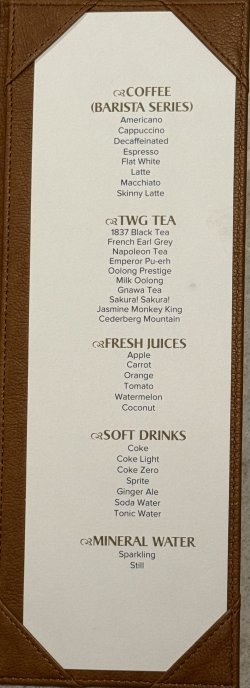 COFFEE
(BARISTA SERIES)
Americano
Cappuccino
Decaffeinated
Espresso
Flat White
Latte
Macchiato
Skinny Latte
TWG TEA
1837 Black Tea
French Earl Grey
Napoleon Tea
Emperor Pu-erh
Oolong Prestige
Milk Oolong
Gnawa Tea
Sakura! Sakura!
Jasmine Monkey King
Cederberg Mountain
FRESH JUICES
Apple
Carrot
Orange
Tomato
Watermelon
Coconut
SOFT DRINKS
Coke
Coke Light
Coke Zero
Sprite
Ginger Ale
Soda Water
Tonic Water
MINERAL WATER
Sparkling
Still